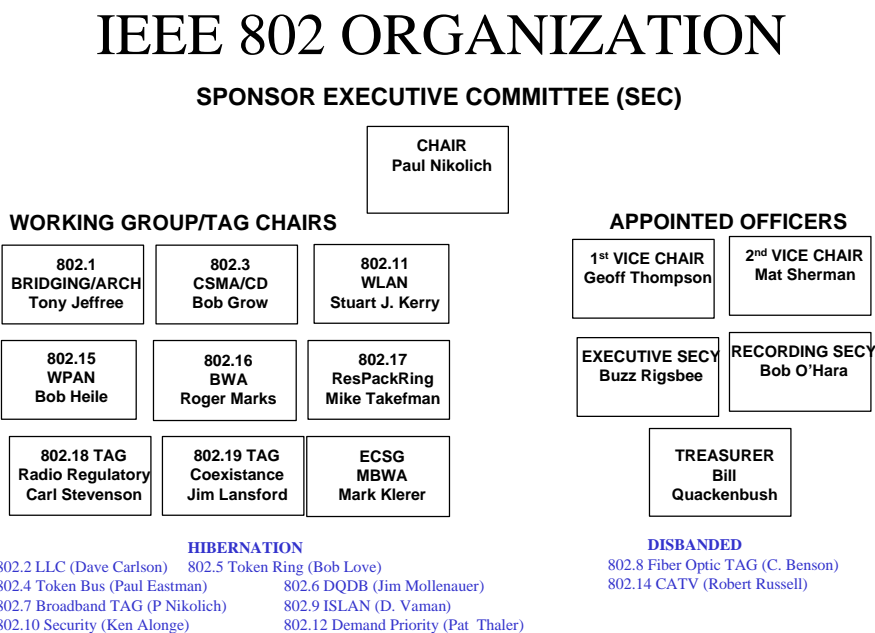 IEEE 802 ORGANIZATION
SPONSOR EXECUTIVE COMMITTEE (SEC)
CHAIR
Paul Nikolich
WORKING GROUP/TAG CHAIRS
802.1
BRIDGING/ARCH
Tony Jeffree
802.3
CSMA/CD
Bob Grow
802.11
WLAN
Stuart J. Kerry
802.15
WPAN
Bob Heile
802.16
BWA
Roger Marks
802.17
ResPackRing
Mike Takefman
802.18 TAG
Radio Regulatory
Carl Stevenson
802.19 TAG
Coexistance
Jim Lansford
ECSG
MBWA
Mark Klerer
APPOINTED OFFICERS
1st VICE CHAIR
Geoff Thompson
2nd VICE CHAIR
Mat Sherman
EXECUTIVE SECY
Buzz Rigsbee
RECORDING SECY
Bob O'Hara
TREASURER
Bill
Quackenbush
HIBERNATION
802.2 LLC (Dave Carlson) 802.5 Token Ring (Bob Love)
802.4 Token Bus (Paul Eastman) 802.6 DQDB (Jim Mollenauer)
802.7 Broadband TAG (P Nikolich) 802.9 ISLAN (D. Vaman)
802.10 Security (Ken Alonge) 802.12 Demand Priority (Pat Thaler)
DISBANDED
802.8 Fiber Optic TAG (C. Benson)
802.14 CATV (Robert Russell)